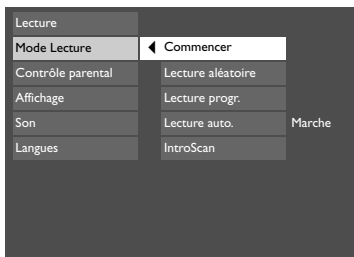 Lecture
Mode Lecture
Commencer
Contrôle parental
Lecture aléatoire
Affichage
Lecture progr.
Son
Lecture auto.
Marche
Langues
IntroScan